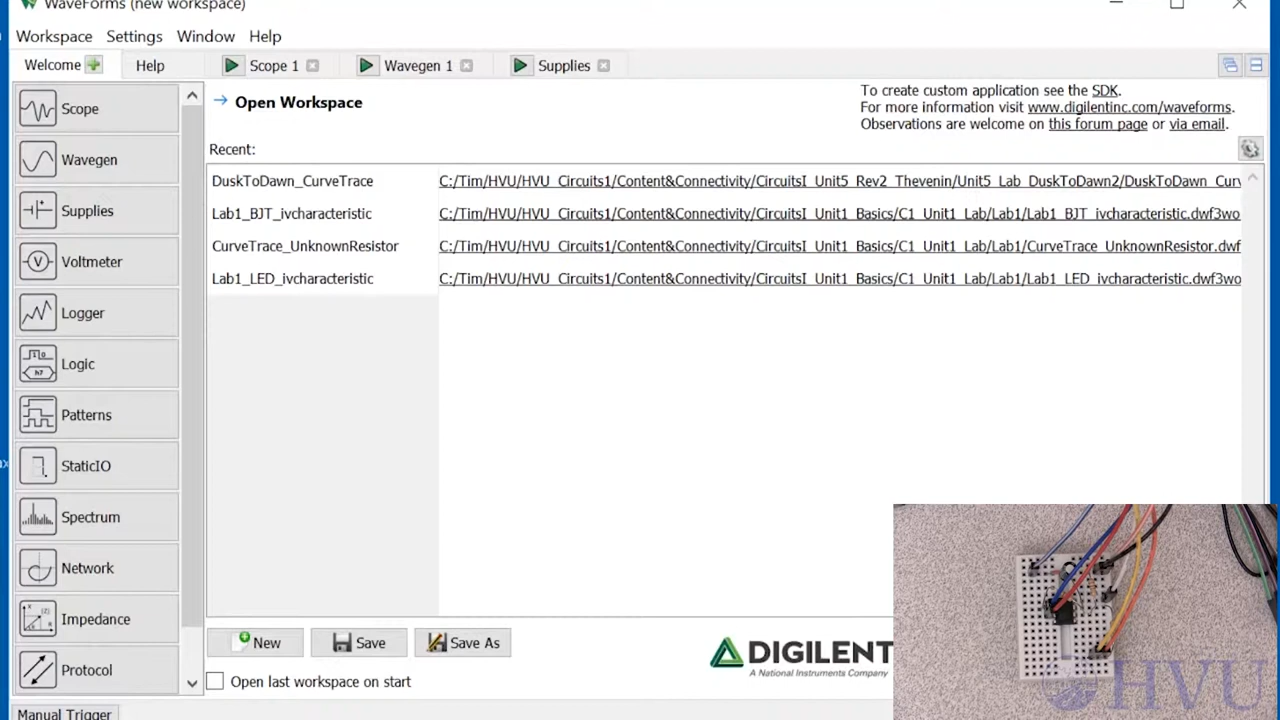 WaveForms (new workspace)
Workspace Settings Window Help
Welcome Help Scope 1 Wavegen 1 Supplies
Scope
Wavegen
Supplies
Voltmeter
Logger
Logic
Patterns
StaticIO
Spectrum
Network
Impedance
Protocol
Manual Trigger
Open Workspace
To create custom application see the SDK.
For more information visit www.digilentinc.com/waveforms.
Observations are welcome on this forum page or via email.
Recent:
DuskToDawn_CurveTrace C:/Tim/HVU/HVU_Circuits1/Content&Connectivity/CircuitsI_Unit5_Rev2_Thevenin/Unit5_Lab_DuskToDawn2/DuskToDawn_Curv
Lab1_BJT_ivcharacteristic C:/Tim/HVU/HVU_Circuits1/Content&Connectivity/CircuitsI_Unit1_Basics/C1_Unit1_Lab/Lab1/Lab1_BJT_ivcharacteristic.dwf3wo
CurveTrace_UnknownResistor C:/Tim/HVU/HVU_Circuits1/Content&Connectivity/CircuitsI_Unit1_Basics/C1_Unit1_Lab/Lab1/CurveTrace_UnknownResistor.dwf
Lab1_LED_ivcharacteristic C:/Tim/HVU/HVU_Circuits1/Content&Connectivity/CircuitsI_Unit1_Basics/C1_Unit1_Lab/Lab1/Lab1_LED_ivcharacteristic.dwf3wo
New Save Save As
DIGILENT
A National Instruments Company
Open last workspace on start
HVU